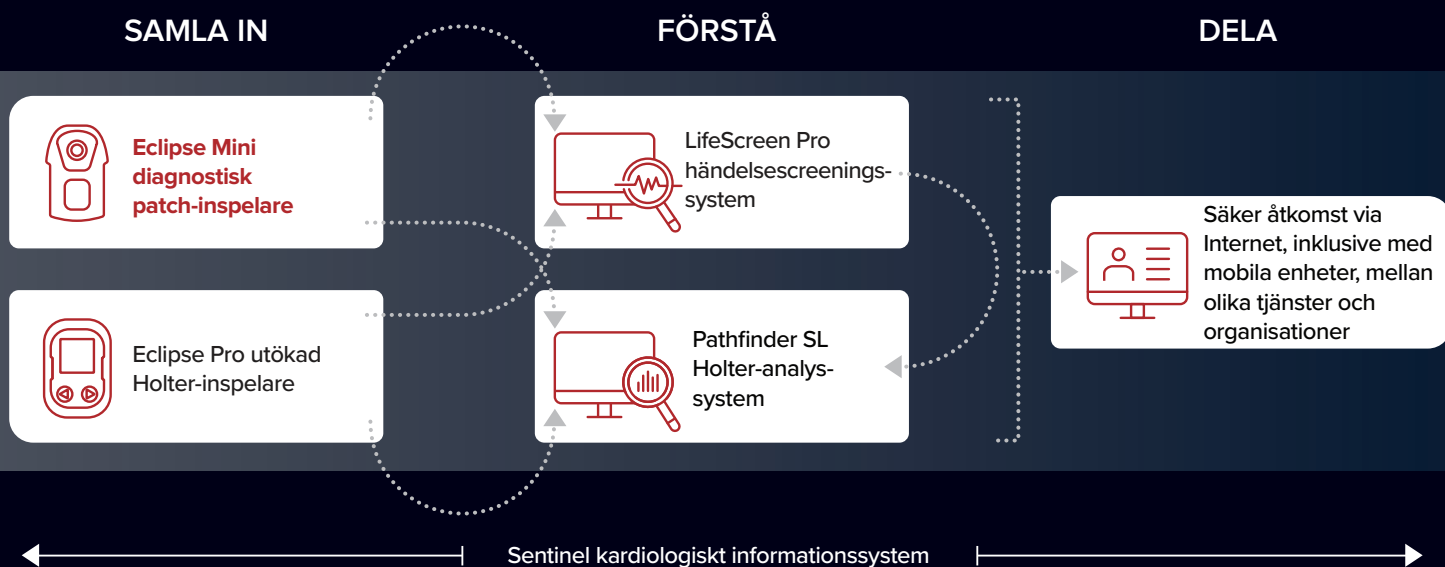 SAMLA IN
FÖRSTÅ
DELA
Eclipse Mini
diagnostisk
patch-inspelare
LifeScreen Pro
händelsescreenings-
system
Säker åtkomst via
Internet, inklusive med
mobila enheter, mellan
olika tjänster och
organisationer
Eclipse Pro utökad
Holter-inspelare
Pathfinder SL
Holter-analys-
system
Sentinel kardiologiskt informationssystem